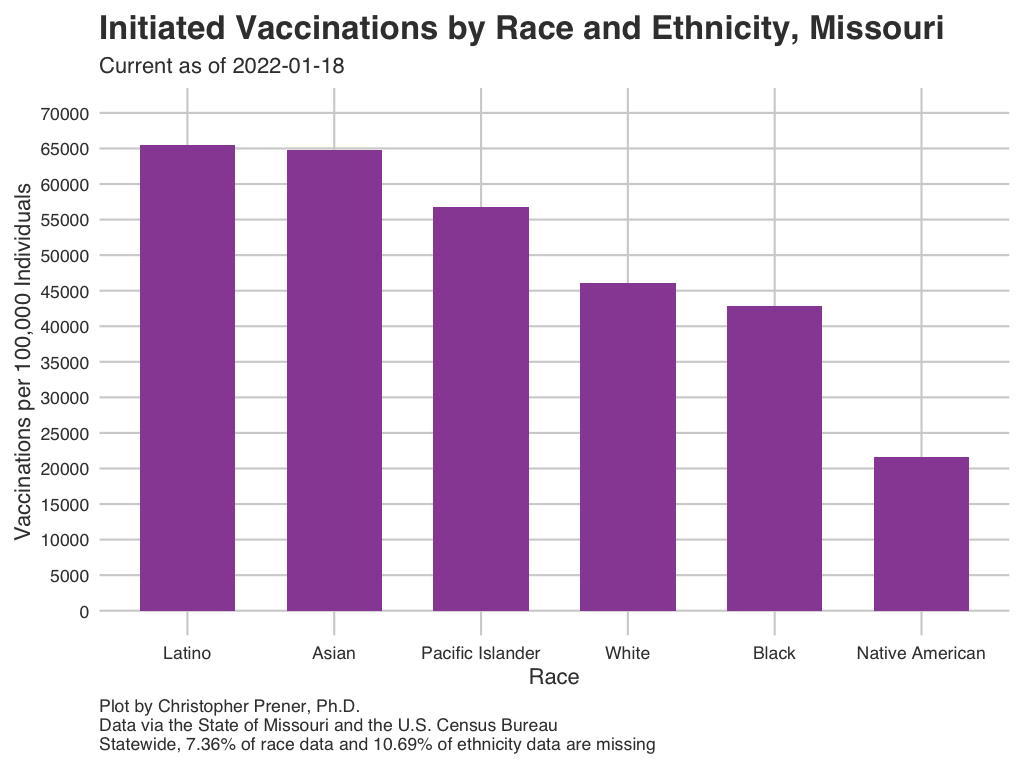 Initiated Vaccinations by Race and Ethnicity, Missouri
Current as of 2022-01-18
Vaccinations per 100,000 Individuals
70000
65000
60000
55000
50000
45000
40000
35000
30000
25000
20000
15000
10000
5000
0
Latino
Asian
Pacific Islander
White
Black
Native American
Race
Plot by Christopher Prener, Ph.D.
Data via the State of Missouri and the U.S. Census Bureau
Statewide, 7.36% of race data and 10.69% of ethnicity data are missing